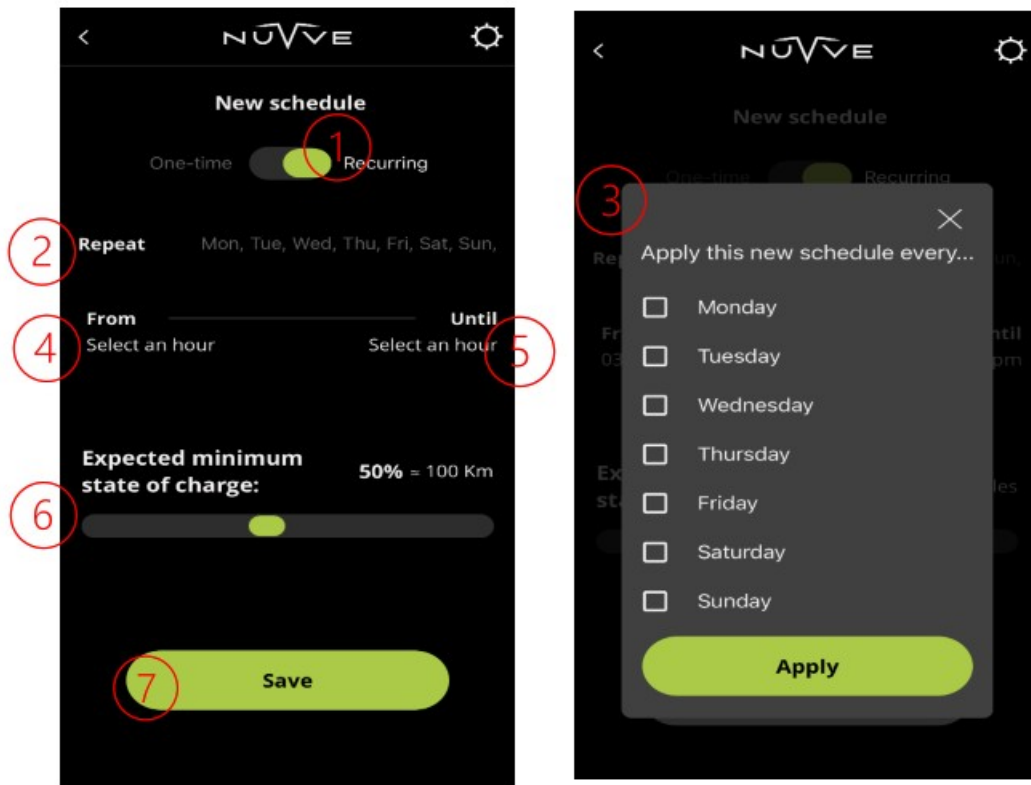 NUVVE
New schedule
1
One-time Recurring
2
Repeat Mon, Tue, Wed, Thu, Fri, Sat, Sun,
From Until
4
Select an hour Select an hour
5
Expected minimum
state of charge:
50% = 100 Km
6
7
Save
NUVVE
New schedule
One-time Recurring
3
Apply this new schedule every...
Monday
Tuesday
Wednesday
Thursday
Friday
Saturday
Sunday
Apply